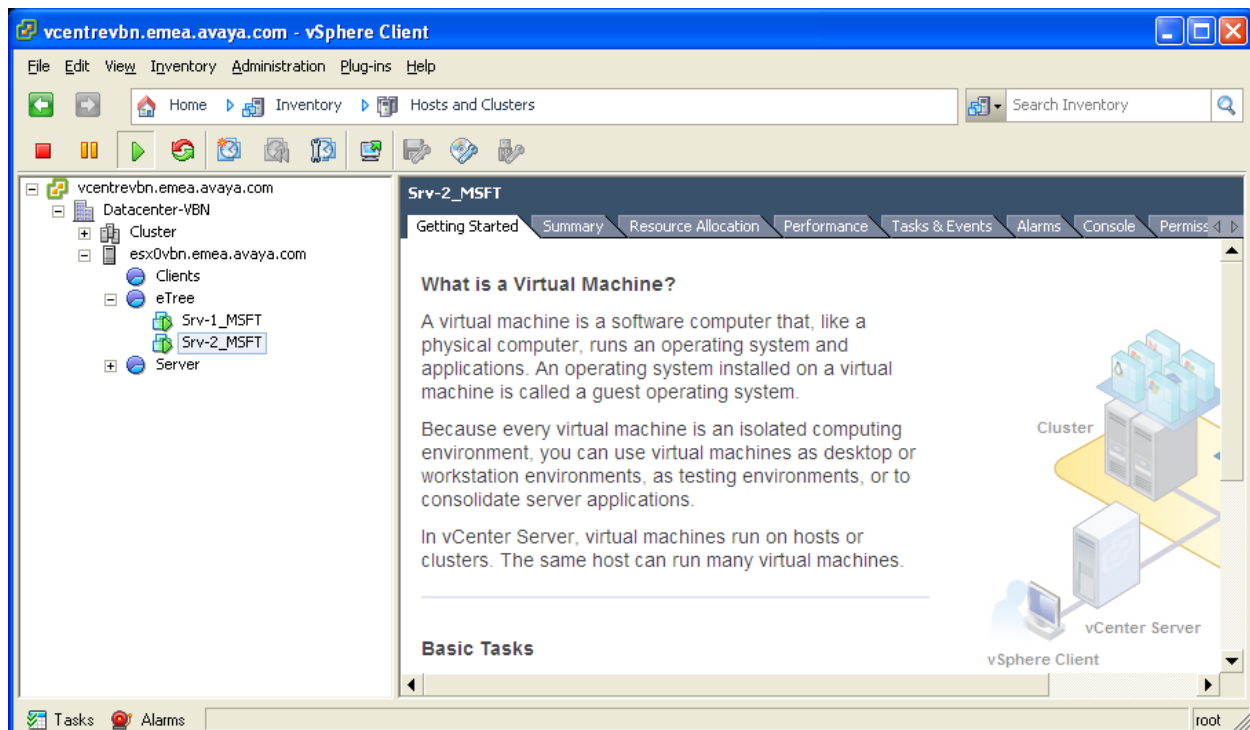 vcentrevbn.emea.avaya.com - vSphere Client
File Edit View Inventory Administration Plug-ins Help
Home Inventory Hosts and Clusters
Search Inventory
vcentrevbn.emea.avaya.com
Datacenter-VBN
Cluster
esx0vbn.emea.avaya.com
Clients
eTree
Srv-1_MSFT
Srv-2_MSFT
Server
Srv-2_MSFT
Getting Started Summary Resource Allocation Performance Tasks & Events Alarms Console Permiss
What is a Virtual Machine?
A virtual machine is a software computer that, like a
physical computer, runs an operating system and
applications. An operating system installed on a virtual
machine is called a guest operating system.
Because every virtual machine is an isolated computing
environment, you can use virtual machines as desktop or
workstation environments, as testing environments, or to
consolidate server applications.
In vCenter Server, virtual machines run on hosts or
clusters. The same host can run many virtual machines.
Basic Tasks
Cluster
vCenter Server
vSphere Client
Tasks Alarms
root